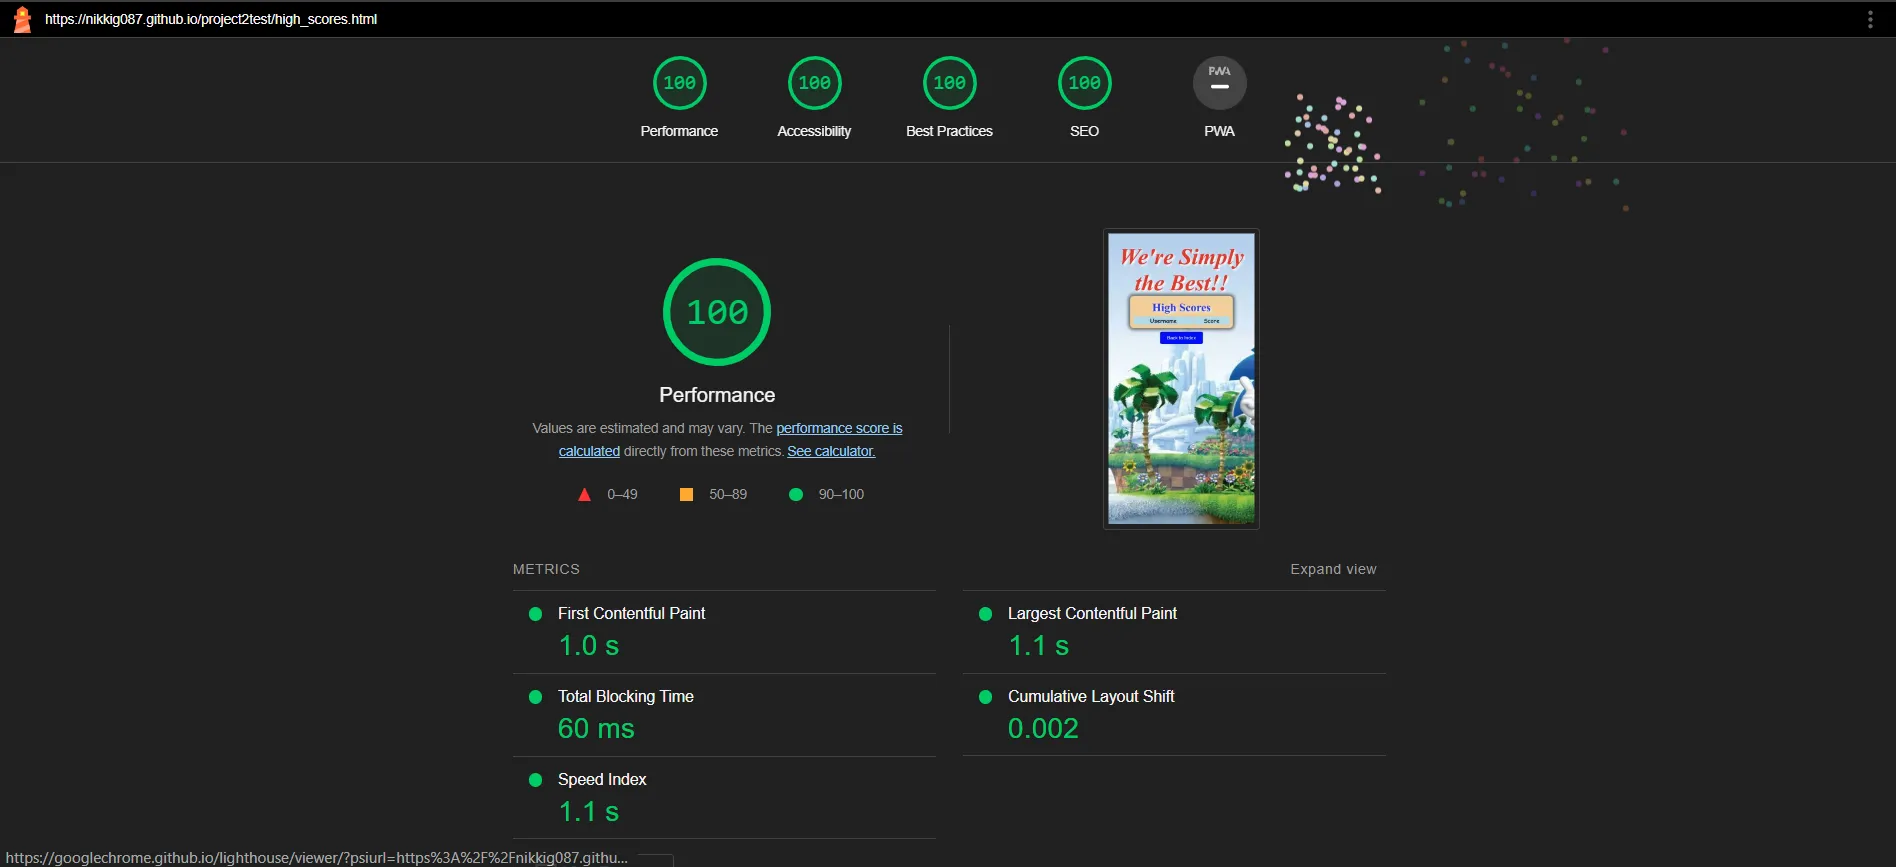 https://nikkig087.github.io/project2test/high_scores.html
100
100
100
100
PWA
Performance
Accessibility
Best Practices
SEO
PWA
100
Performance
Values are estimated and may vary. The performance score is
calculated directly from these metrics. See calculator.
0–49
50–89
90–100
We're Simply
the Best!!
High Scores
Username Score
Back to Index
METRICS
Expand view
First Contentful Paint
1.0 s
Largest Contentful Paint
1.1 s
Total Blocking Time
60 ms
Cumulative Layout Shift
0.002
Speed Index
1.1 s
https://googlechrome.github.io/lighthouse/viewer/?psiurl=https%3A%2F%2Fnikkig087.githu...